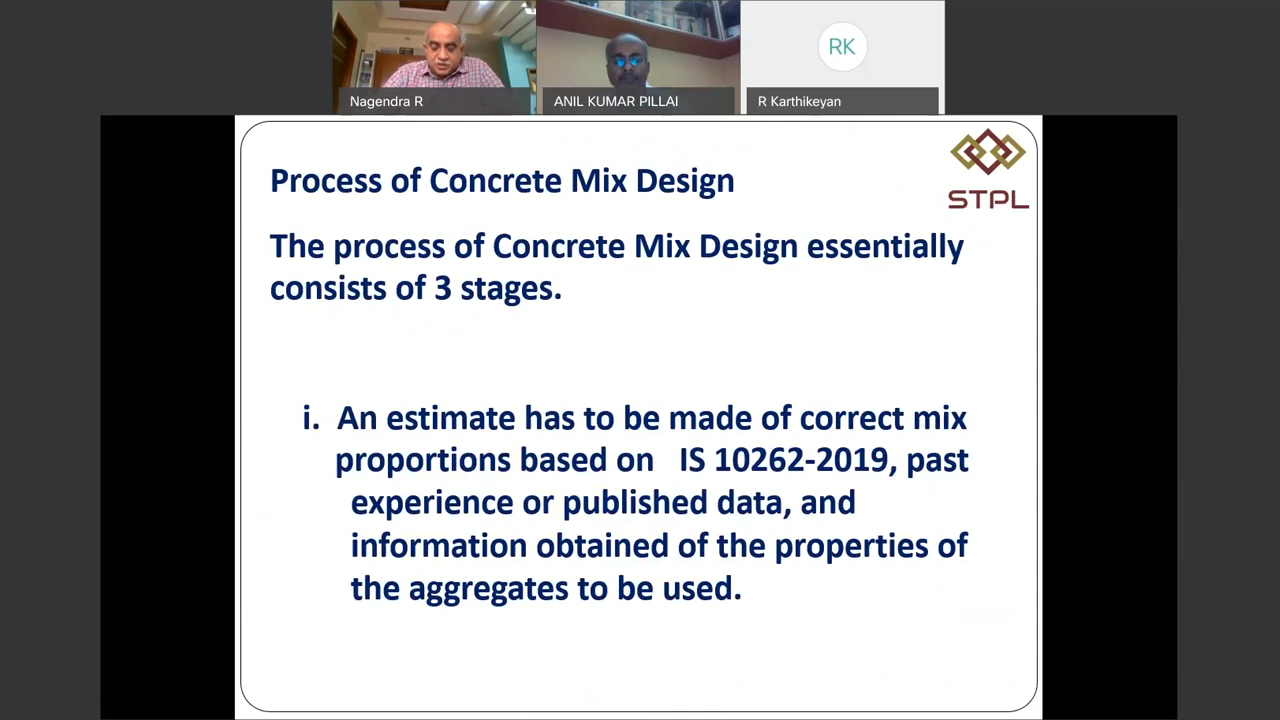 RK
Nagendra R
ANIL KUMAR PILLAI
R Karthikeyan
STPL
Process of Concrete Mix Design
The process of Concrete Mix Design essentially
consists of 3 stages.
i. An estimate has to be made of correct mix
proportions based on IS 10262-2019, past
experience or published data, and
information obtained of the properties of
the aggregates to be used.